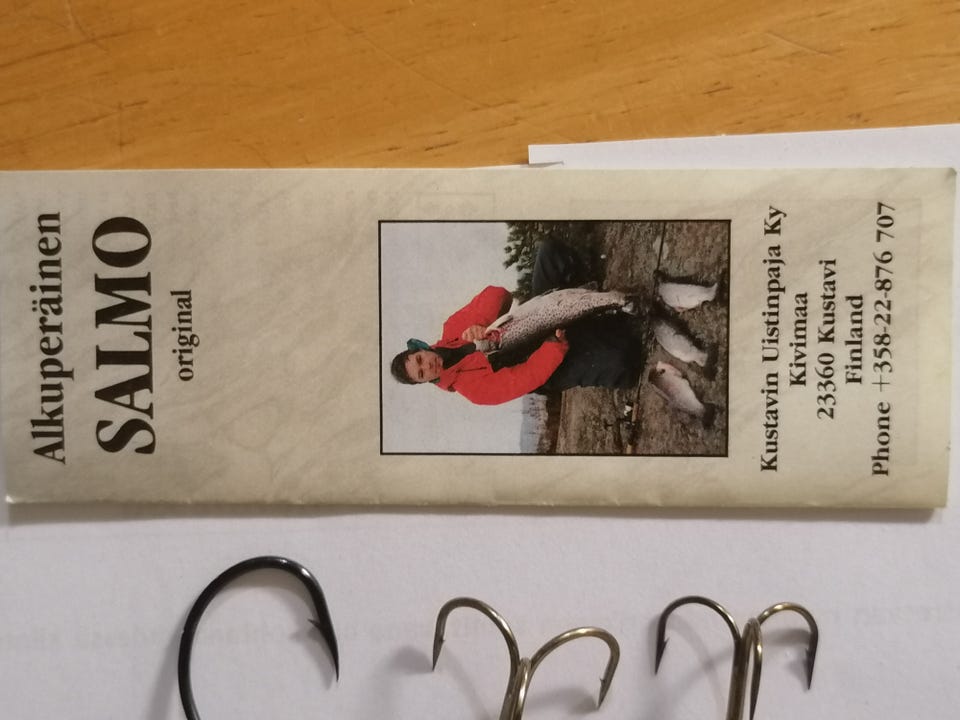 Alkuperäinen
SALMO
original
Kustavin Uistinpaja Ky
Kivimaa
23360 Kustavi
Finland
Phone +358-22-876 707